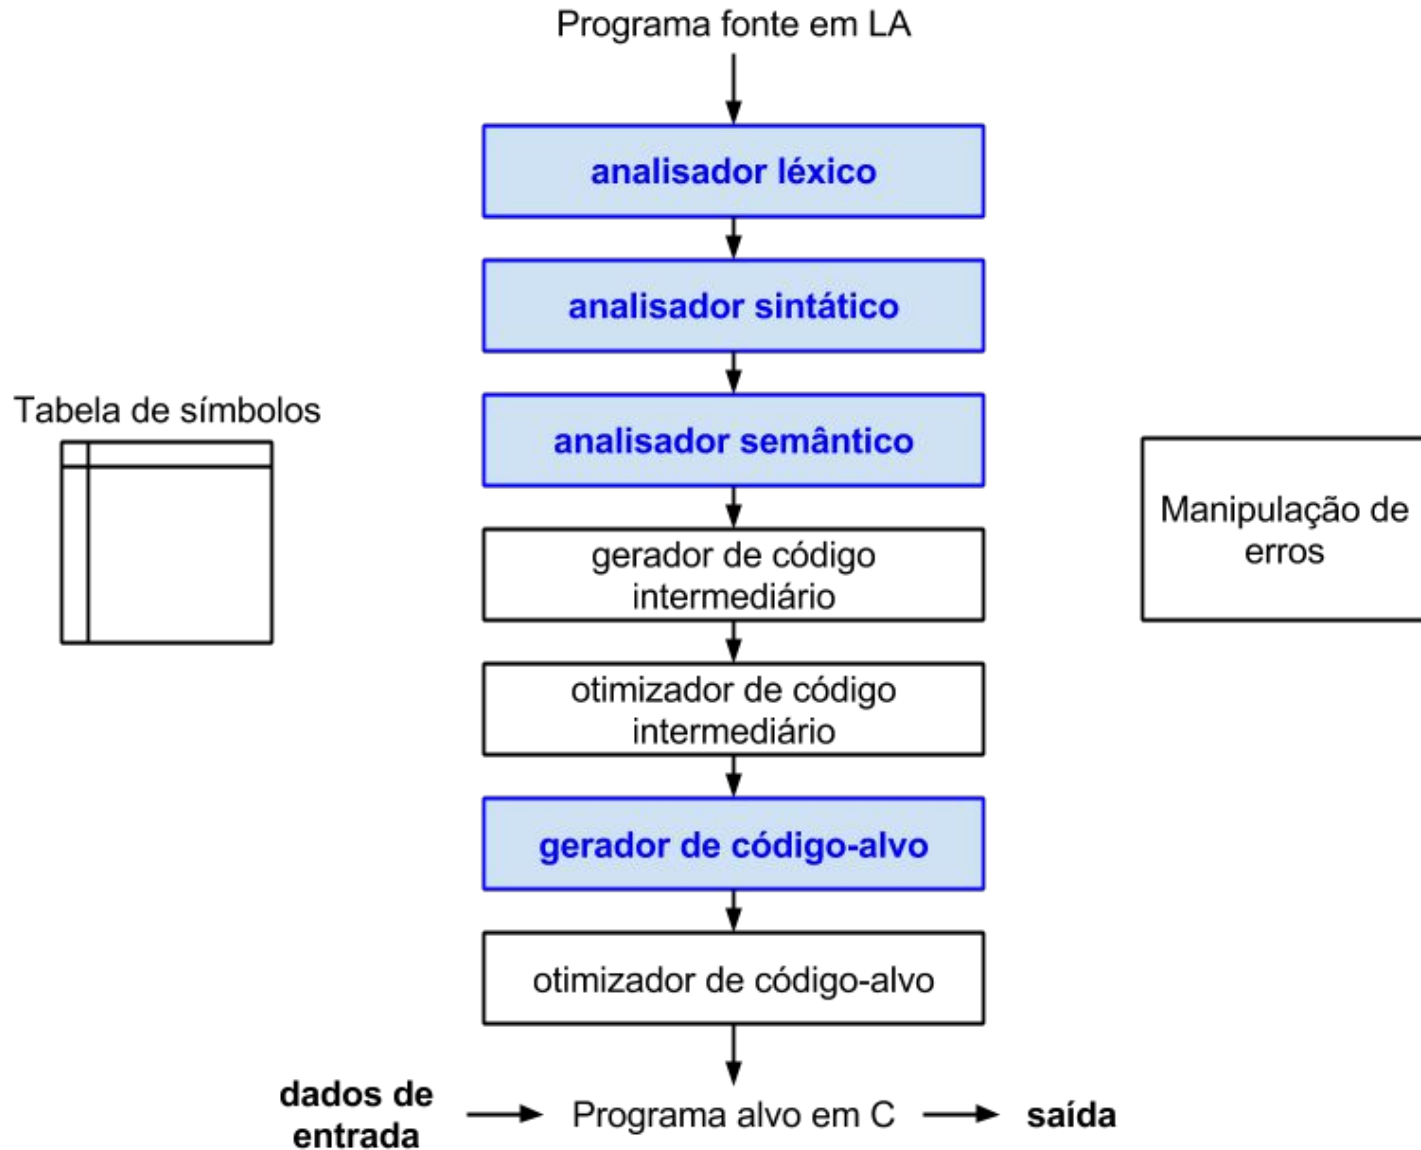 Programa fonte em LA
analisador léxico
analisador sintático
analisador semântico
Tabela de símbolos
Manipulação de
erros
gerador de código
intermediário
otimizador de código
intermediário
gerador de código-alvo
otimizador de código-alvo
dados de
entrada
Programa alvo em C
saída